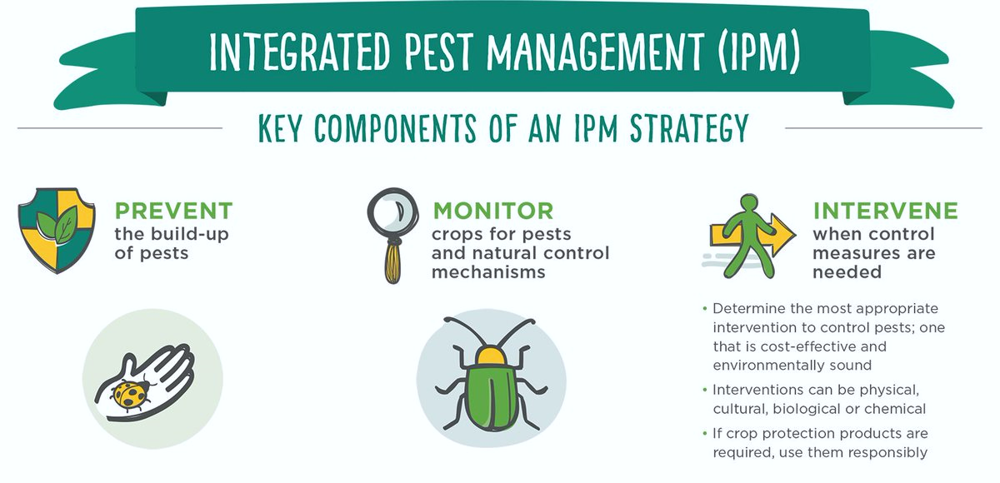 INTEGRATED PEST MANAGEMENT (IPM)
KEY COMPONENTS OF AN IPM STRATEGY
PREVENT
the build-up
of pests
MONITOR
crops for pests
and natural control
mechanisms
INTERVENE
when control
measures are
needed
• Determine the most appropriate
intervention to control pests; one
that is cost-effective and
environmentally sound
• Interventions can be physical,
cultural, biological or chemical
• If crop protection products are
required, use them responsibly